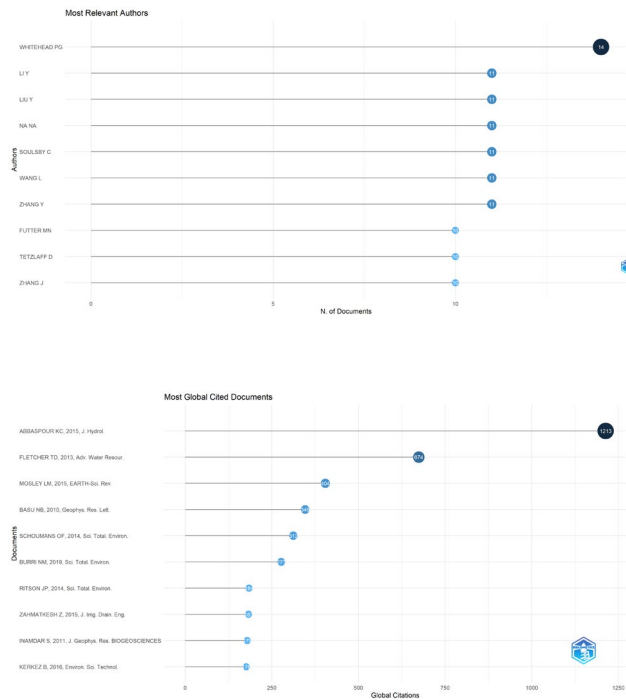 Most Relevant Authors
WHITEHEAD PG
14
LI Y
11
LIU Y
11
NA NA
11
SOULSBY C
11
WANG L
11
ZHANG Y
11
FUTTER MN
10
TETZLAFF D
10
ZHANG J
10
Authors
0 5 10
N. of Documents
Most Global Cited Documents
ABBASPOUR KC, 2015, J. Hydrol.
1213
FLETCHER TD, 2013, Adv. Water Resour.
674
MOSLEY LM, 2015, EARTH-Sci. Rev.
404
BASU NB, 2010, Geophys. Res. Lett.
SCHOUMANS OF, 2014, Sci. Total. Environ.
BURRI NM, 2019, Sci. Total. Environ.
RITSON JP, 2014, Sci. Total. Environ.
ZAHMATKESH Z, 2015, J. Irrig. Drain. Eng.
INAMDAR S, 2011, J. Geophys. Res. BIOGEOSCIENCES
KERKEZ B, 2016, Environ. Sci. Technol.
Documents
0 250 500 750 1000 1250
Global Citations